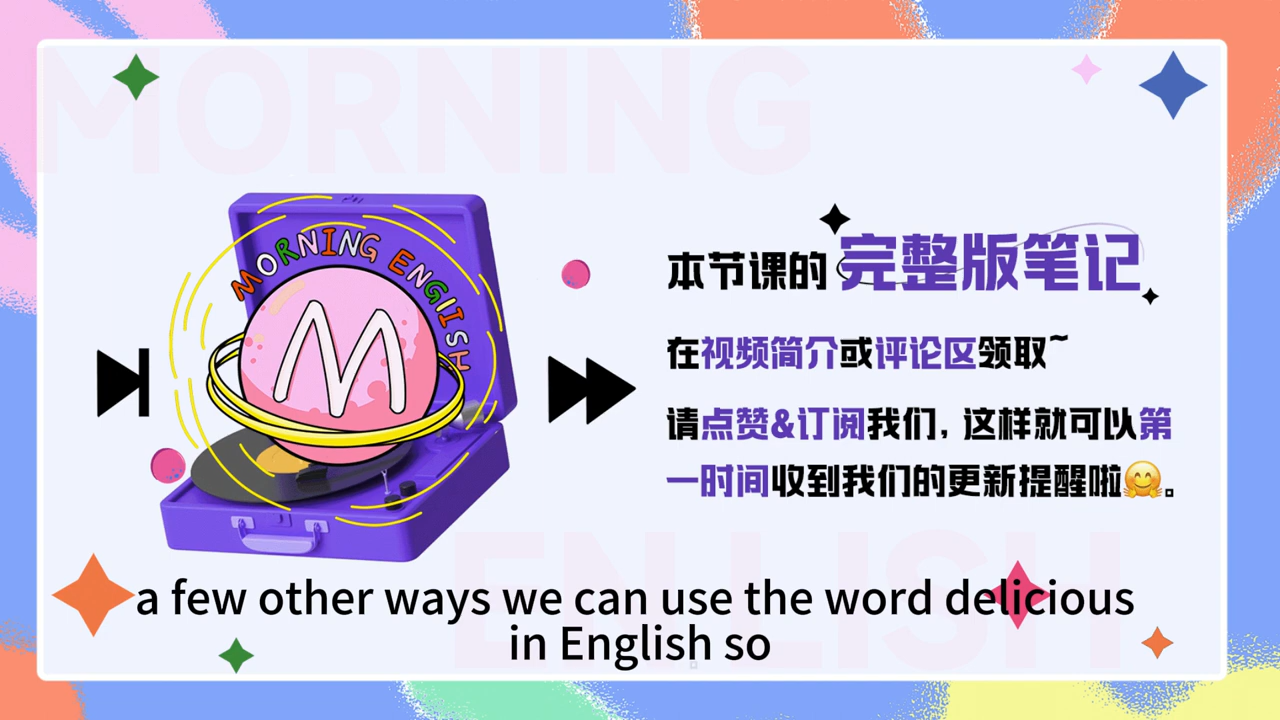 MORNING
MORNING ENGLISH
M
本节课的 完整版笔记
在视频简介或评论区领取~
请点赞&订阅我们，这样就可以第
一时间收到我们的更新提醒啦🤗。
ENGLISH
a few other ways we can use the word delicious
in English so